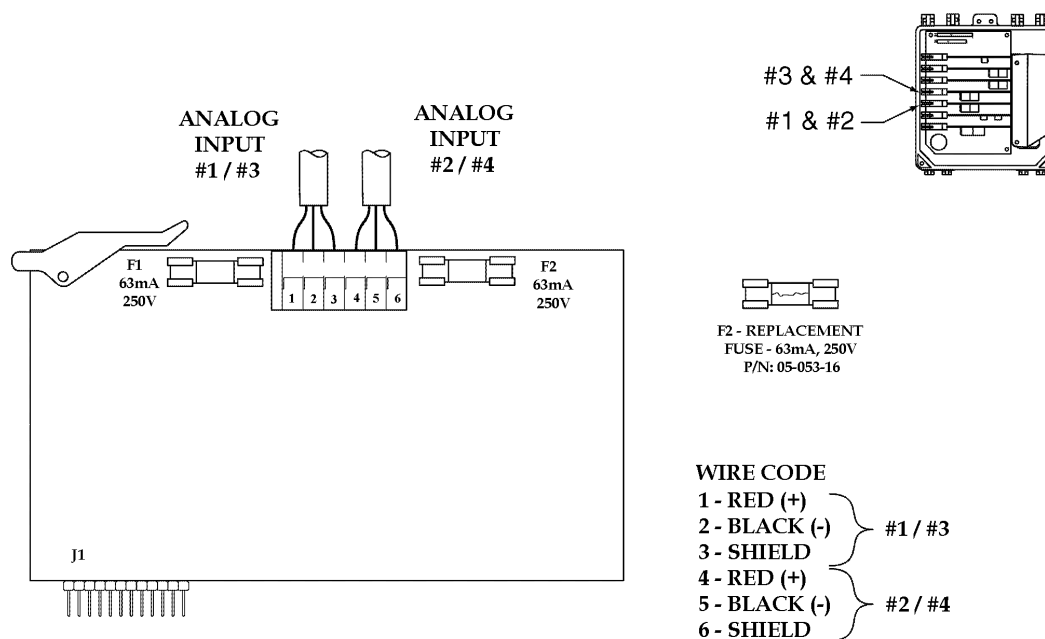 #3 & #4
#1 & #2
ANALOG
INPUT
#1 / #3
ANALOG
INPUT
#2 / #4
F1
63mA
250V
1 2 3 4 5 6
F2
63mA
250V
F2 - REPLACEMENT
FUSE - 63mA, 250V
P/N: 05-053-16
J1
WIRE CODE
1 - RED (+)
2 - BLACK (-)
3 - SHIELD
#1 / #3
4 - RED (+)
5 - BLACK (-)
6 - SHIELD
#2 / #4